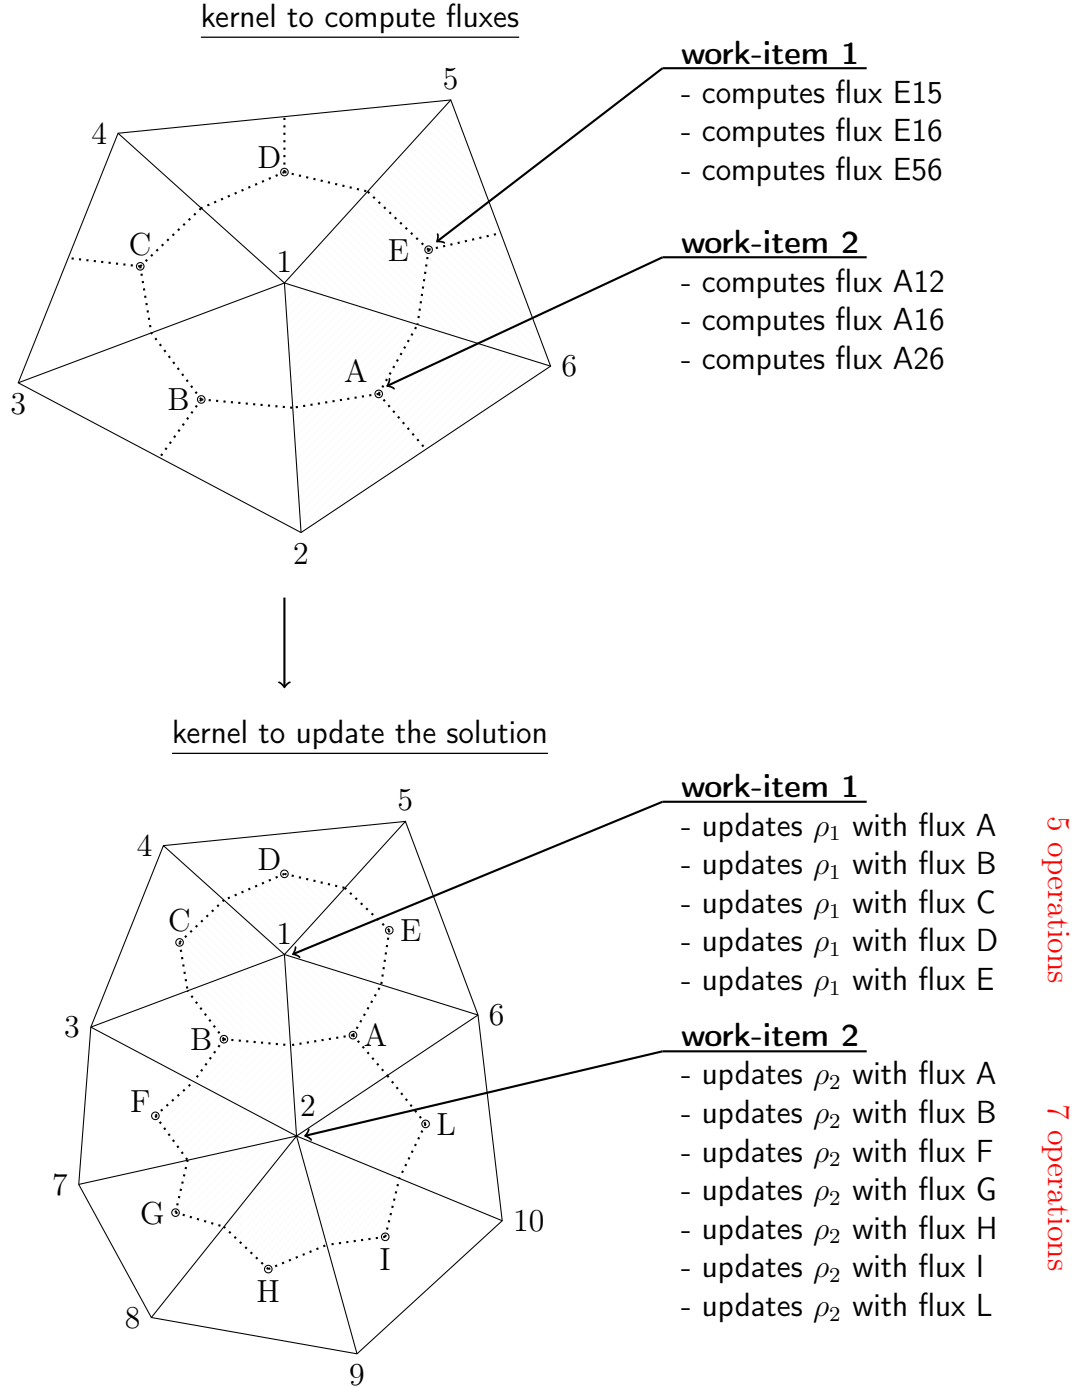 kernel to compute fluxes
work-item 1
- computes flux E15
- computes flux E16
- computes flux E56
work-item 2
- computes flux A12
- computes flux A16
- computes flux A26
5
4
D
C
E
1
A
B
6
3
2
kernel to update the solution
work-item 1
- updates ρ₁ with flux A
- updates ρ₁ with flux B
- updates ρ₁ with flux C
- updates ρ₁ with flux D
- updates ρ₁ with flux E
5 operations
work-item 2
- updates ρ₂ with flux A
- updates ρ₂ with flux B
- updates ρ₂ with flux F
- updates ρ₂ with flux G
- updates ρ₂ with flux H
- updates ρ₂ with flux I
- updates ρ₂ with flux L
7 operations
5
4
D
C
1
E
6
3
B
A
F
2
L
7
G
10
I
H
8
9